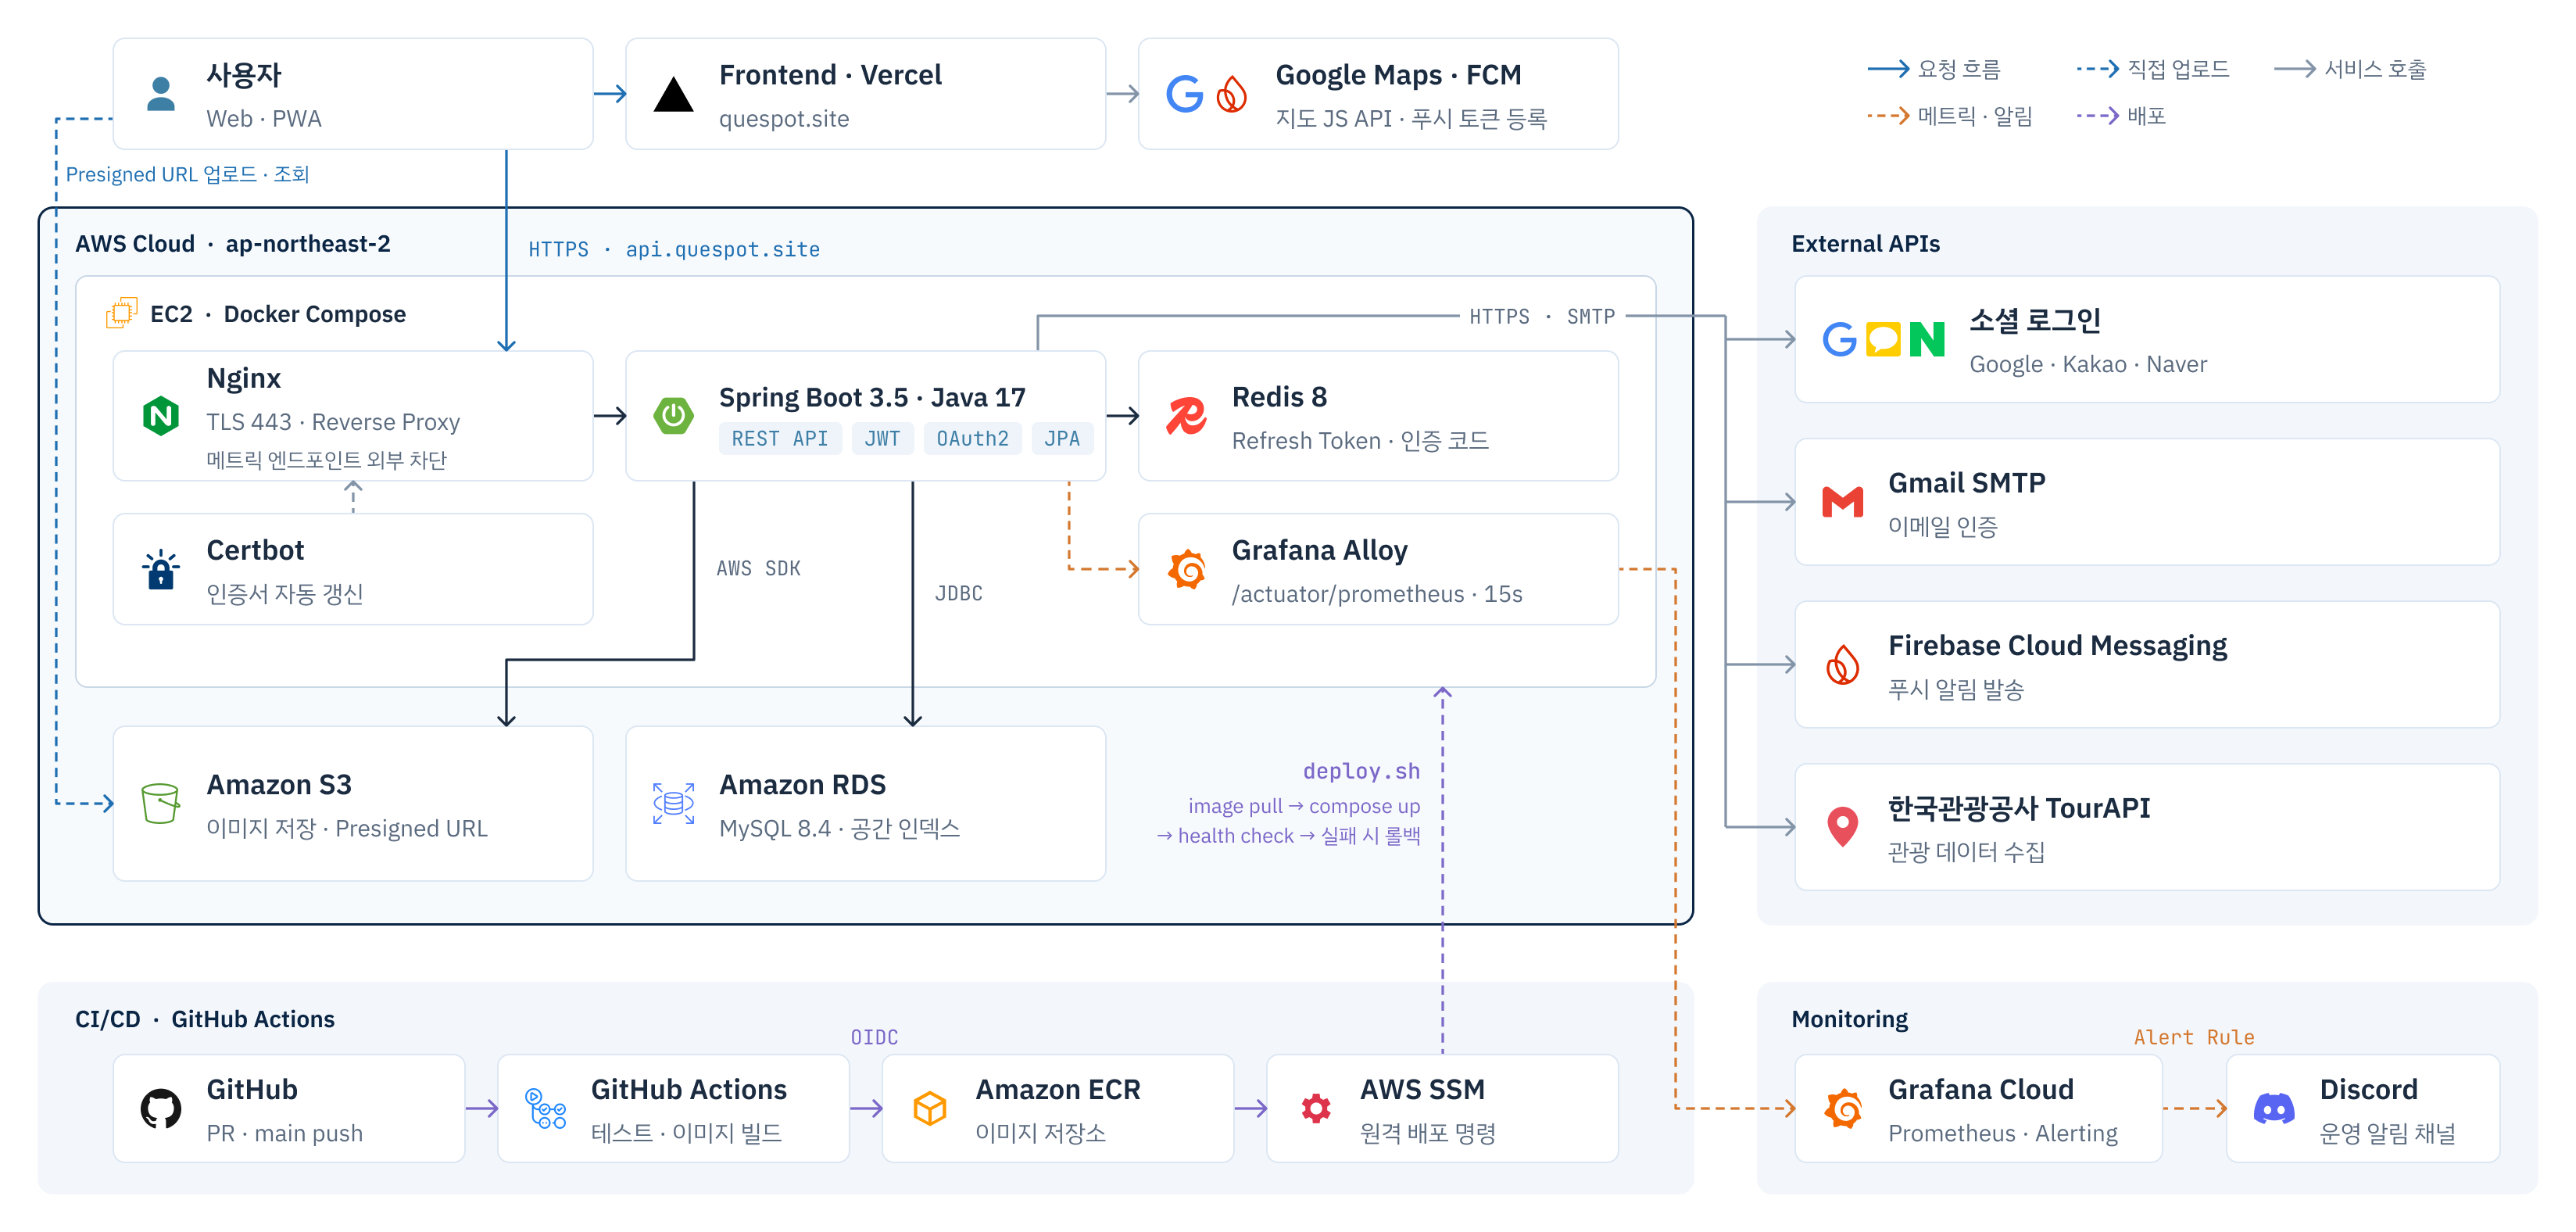 사용자
Web · PWA
Frontend · Vercel
quespot.site
Google Maps · FCM
지도 JS API · 푸시 토큰 등록
요청 흐름
직접 업로드
서비스 호출
메트릭 · 알림
배포
Presigned URL 업로드 · 조회
AWS Cloud · ap-northeast-2
HTTPS · api.quespot.site
EC2 · Docker Compose
HTTPS · SMTP
Nginx
TLS 443 · Reverse Proxy
메트릭 엔드포인트 외부 차단
Spring Boot 3.5 · Java 17
REST API JWT OAuth2 JPA
Redis 8
Refresh Token · 인증 코드
Certbot
인증서 자동 갱신
AWS SDK
JDBC
Grafana Alloy
/actuator/prometheus · 15s
Amazon S3
이미지 저장 · Presigned URL
Amazon RDS
MySQL 8.4 · 공간 인덱스
deploy.sh
image pull → compose up
→ health check → 실패 시 롤백
External APIs
소셜 로그인
Google · Kakao · Naver
Gmail SMTP
이메일 인증
Firebase Cloud Messaging
푸시 알림 발송
한국관광공사 TourAPI
관광 데이터 수집
CI/CD · GitHub Actions
OIDC
GitHub
PR · main push
GitHub Actions
테스트 · 이미지 빌드
Amazon ECR
이미지 저장소
AWS SSM
원격 배포 명령
Monitoring
Alert Rule
Grafana Cloud
Prometheus · Alerting
Discord
운영 알림 채널